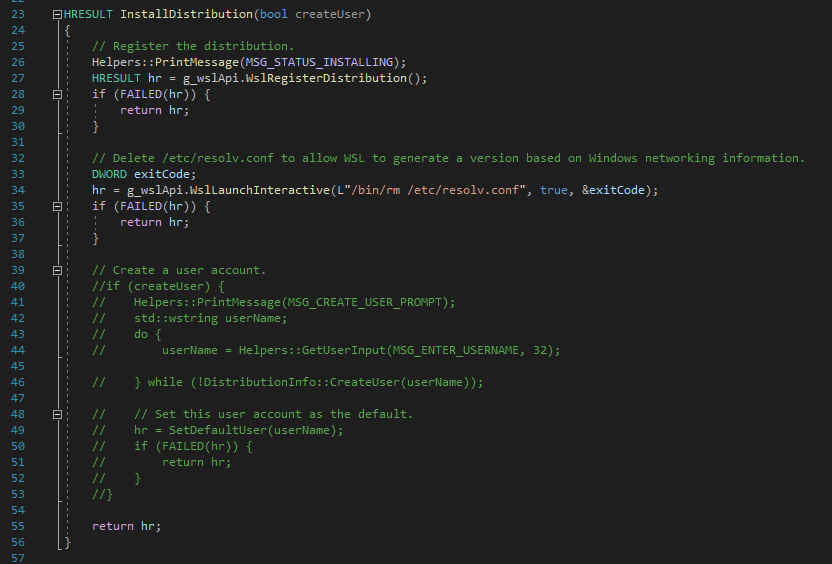 23 HRESULT InstallDistribution(bool createUser)
24 {
25     // Register the distribution.
26     Helpers::PrintMessage(MSG_STATUS_INSTALLING);
27     HRESULT hr = g_wslApi.WslRegisterDistribution();
28     if (FAILED(hr)) {
29         return hr;
30     }
31
32     // Delete /etc/resolv.conf to allow WSL to generate a version based on Windows networking information.
33     DWORD exitCode;
34     hr = g_wslApi.WslLaunchInteractive(L"/bin/rm /etc/resolv.conf", true, &exitCode);
35     if (FAILED(hr)) {
36         return hr;
37     }
38
39     // Create a user account.
40     //if (createUser) {
41     //    Helpers::PrintMessage(MSG_CREATE_USER_PROMPT);
42     //    std::wstring userName;
43     //    do {
44     //        userName = Helpers::GetUserInput(MSG_ENTER_USERNAME, 32);
45
46     //    } while (!DistributionInfo::CreateUser(userName));
47
48     //    // Set this user account as the default.
49     //    hr = SetDefaultUser(userName);
50     //    if (FAILED(hr)) {
51     //        return hr;
52     //    }
53     //}
54
55     return hr;
56 }
57